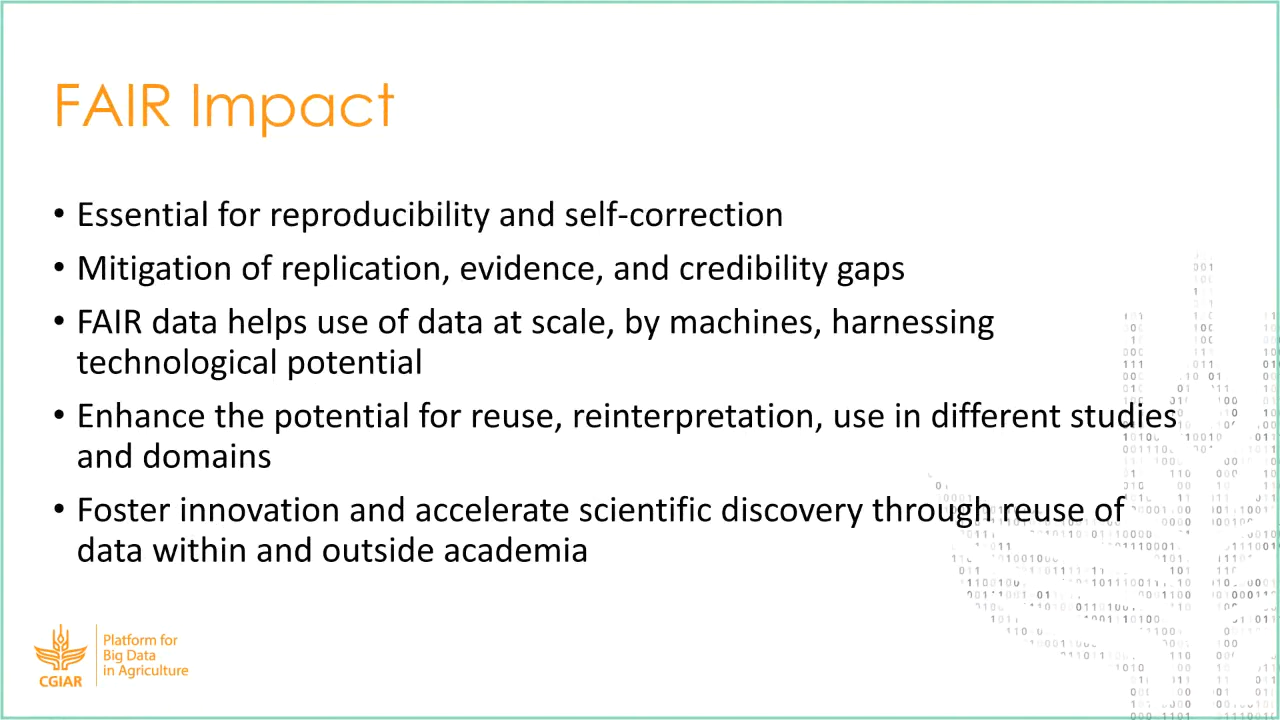 FAIR Impact
• Essential for reproducibility and self-correction
• Mitigation of replication, evidence, and credibility gaps
• FAIR data helps use of data at scale, by machines, harnessing
technological potential
• Enhance the potential for reuse, reinterpretation, use in different studies
and domains
• Foster innovation and accelerate scientific discovery through reuse of
data within and outside academia
CGIAR
Platform for
Big Data
in Agriculture